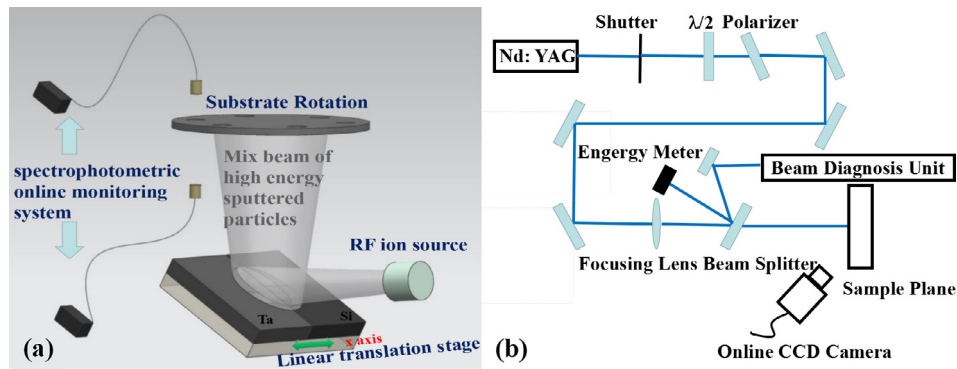 Substrate Rotation
spectrophotometric
online monitoring
system
Mix beam of
high energy
sputtered
particles
RF ion source
Ta
Si
x axis
Linear translation stage
(a)
Shutter
λ/2 Polarizer
Nd: YAG
Engergy Meter
Beam Diagnosis Unit
Focusing Lens Beam Splitter
Sample Plane
Online CCD Camera
(b)